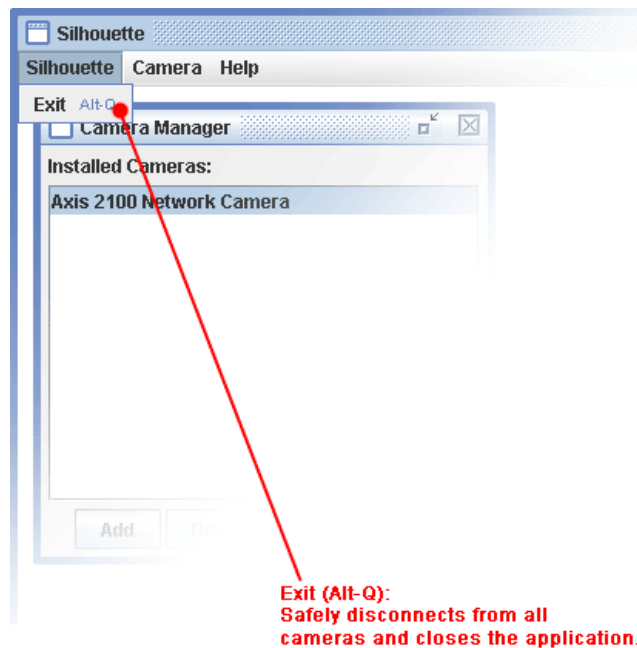 Silhouette
Silhouette Camera Help
Exit Alt-Q
Camera Manager
Installed Cameras:
Axis 2100 Network Camera
Add
Exit (Alt-Q):
Safely disconnects from all
cameras and closes the application.